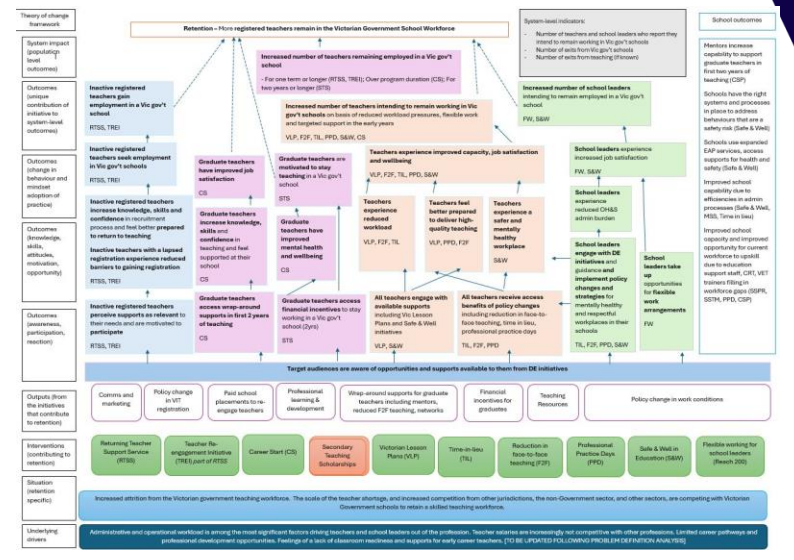 Theory of change
framework
Retention – More registered teachers remain in the Victorian Government School Workforce
System-level indicators:
- Number of teachers and school leaders who report they
intend to remain working in Vic gov't schools
- Number of exits from Vic gov't schools
- Number of exits from teaching (if known)
School outcomes
Mentors increase
capability to support
graduate teachers in
first two years of
teaching (CSP)
Schools have the right
systems and processes
in place to address
behaviours that are a
safety risk (Safe & Well)
Schools use expanded
EAP services, access
supports for health and
safety (Safe & Well)
Improved school
capability due to
efficiencies in admin
processes (Safe & Well,
MSS, Time in lieu)
Improved school
capacity and improved
opportunity for current
workforce to upskill
due to education
support staff, CRT, VET
trainers filling in
workforce gaps (SSPR,
SSTM, PPD, CSP)
System impact
(population
level
outcomes)
Increased number of teachers remaining employed in a Vic gov't
school
- For one term or longer (RTSS, TREI); Over program duration (CS); For
two years or longer (STS)
Outcomes
(unique
contribution of
initiative to
system-level
outcomes)
Inactive registered
teachers gain
employment in a Vic gov't
school
RTSS, TREI
Increased number of teachers intending to remain working in Vic
gov't schools on basis of reduced workload pressures, flexible work
and targeted support in the early years
VLP, F2F, TIL, PPD, S&W, CS
Increased number of school leaders
intending to remain employed in a Vic gov't
school
FW, S&W
Outcomes
(change in
behaviour and
mindset
adoption of
practice)
Inactive registered
teachers seek employment
in Vic gov't schools
RTSS, TREI
Graduate teachers
have improved job
satisfaction
CS
Graduate teachers are
motivated to stay
teaching in a Vic gov't
school
STS
Teachers experience improved capacity, job satisfaction
and wellbeing
VLP, F2F, TIL, PPD, S&W
School leaders experience
increased job satisfaction
FW, S&W
School leaders
experience
reduced OH&S
admin burden
Outcomes
(knowledge,
skills,
attitudes,
motivation,
opportunity)
Inactive registered teachers
increase knowledge, skills and
confidence in recruitment
process and feel better prepared
to return to teaching
Inactive teachers with a lapsed
registration experience reduced
barriers to gaining registration
RTSS, TREI
Graduate teachers
increase knowledge,
skills and
confidence in teaching
and feel
supported at their
school
CS
Graduate teachers
have improved
mental health and
wellbeing
CS
Teachers
experience
reduced
workload
VLP, F2F, TIL
Teachers feel
better prepared
to deliver high-
quality teaching
VLP, PPD, F2F
Teachers
experience a
safer and
mentally healthy
workplace
S&W
School leaders
engage with DE
initiatives and
guidance and
implement policy
changes and
strategies for
mentally healthy
and respectful
workplaces in their
schools
TIL, F2F, PPD, S&W
School
leaders take
up
opportunities
for flexible
work
arrangements
FW
Outcomes
(awareness,
participation,
reaction)
Inactive registered teachers
perceive supports as relevant to
their needs and are motivated to
participate
RTSS, TREI
Graduate teachers
access wrap-around
supports in first 2 years
of teaching
CS
Graduate teachers access
financial incentives to stay
working in a Vic gov't
school (2yrs)
STS
All teachers engage with
available supports
including Vic Lesson
Plans and Safe & Well
initiatives
VLP, S&W
All teachers receive access
benefits of policy changes
including reduction in face-to-
face teaching, time in lieu,
professional practice days
TIL, F2F, PPD
Target audiences are aware of opportunities and supports available to them from DE initiatives
Outputs (from
the initiatives
that contribute
to retention)
Comms and
marketing
Policy change
in VIT
registration
Paid school
placements to re-
engage teachers
Professional
learning &
development
Wrap-around supports for graduate
teachers including mentors,
reduced F2F teaching, networks
Financial
incentives for
graduates
Teaching
Resources
Policy change in work conditions
Interventions
(contributing to
retention)
Returning Teacher
Support Service
(RTSS)
Teacher Re-
engagement Initiative
(TREI) part of RTSS
Career Start (CS)
Secondary
Teaching
Scholarships
Victorian Lesson
Plans (VLP)
Time-in-lieu
(TIL)
Reduction in
face-to-face
teaching (F2F)
Professional
Practice Days
(PPD)
Safe & Well in
Education (S&W)
Flexible working for
school leaders
(Reach 200)
Situation
(retention
specific)
Increased attrition from the Victorian government teaching workforce. The scale of the teacher shortage, and increased competition from other jurisdictions, the non-Government sector, and other sectors, are competing with Victorian
Government schools to retain a skilled teaching workforce.
Underlying
drivers
Administrative and operational workload is among the most significant factors driving teachers and school leaders out of the profession. Teacher salaries are increasingly not competitive with other professions. Limited career pathways and
professional development opportunities. Feelings of a lack of classroom readiness and supports for early career teachers. [TO BE UPDATED FOLLOWING PROBLEM DEFINITION ANALYSIS]